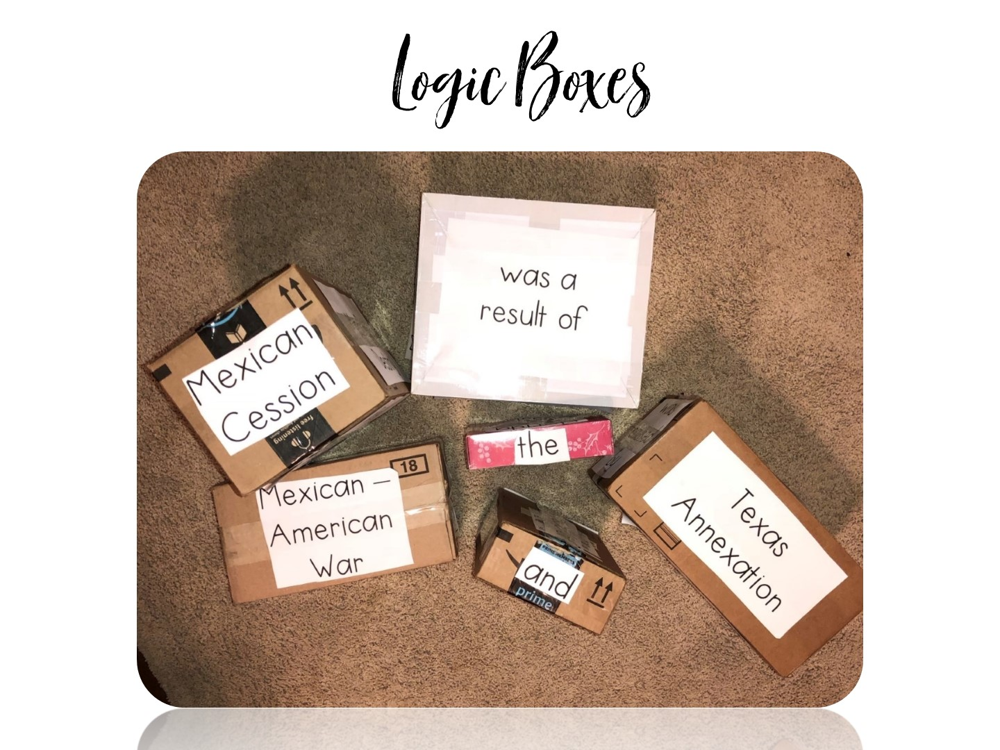 Logic Boxes
was a
result of
Mexican
Cession
free listening
the
18
Mexican –
American
War
Texas
Annexation
and
prime